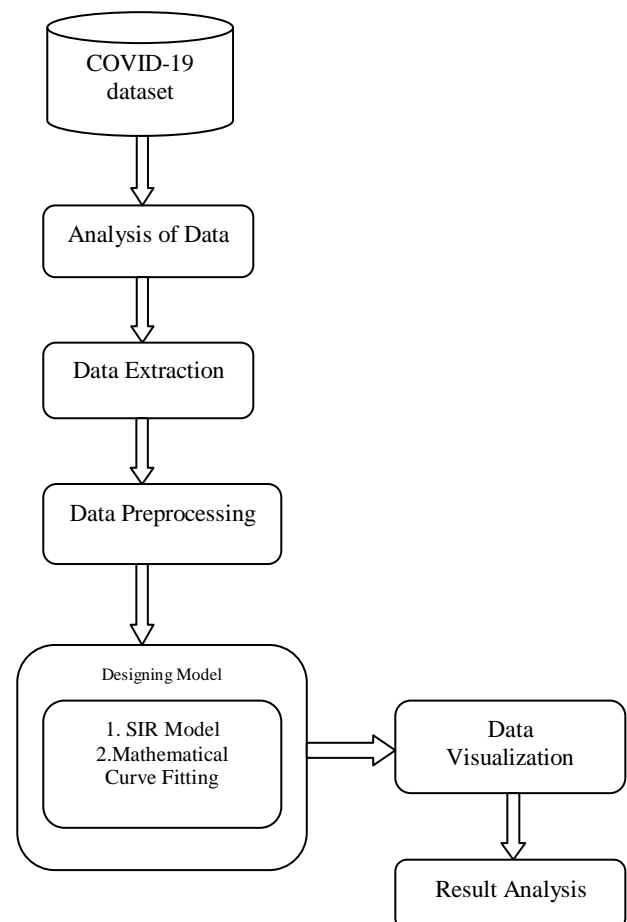 COVID-19
dataset
Analysis of Data
Data Extraction
Data Preprocessing
Designing Model
1. SIR Model
2.Mathematical
Curve Fitting
Data
Visualization
Result Analysis